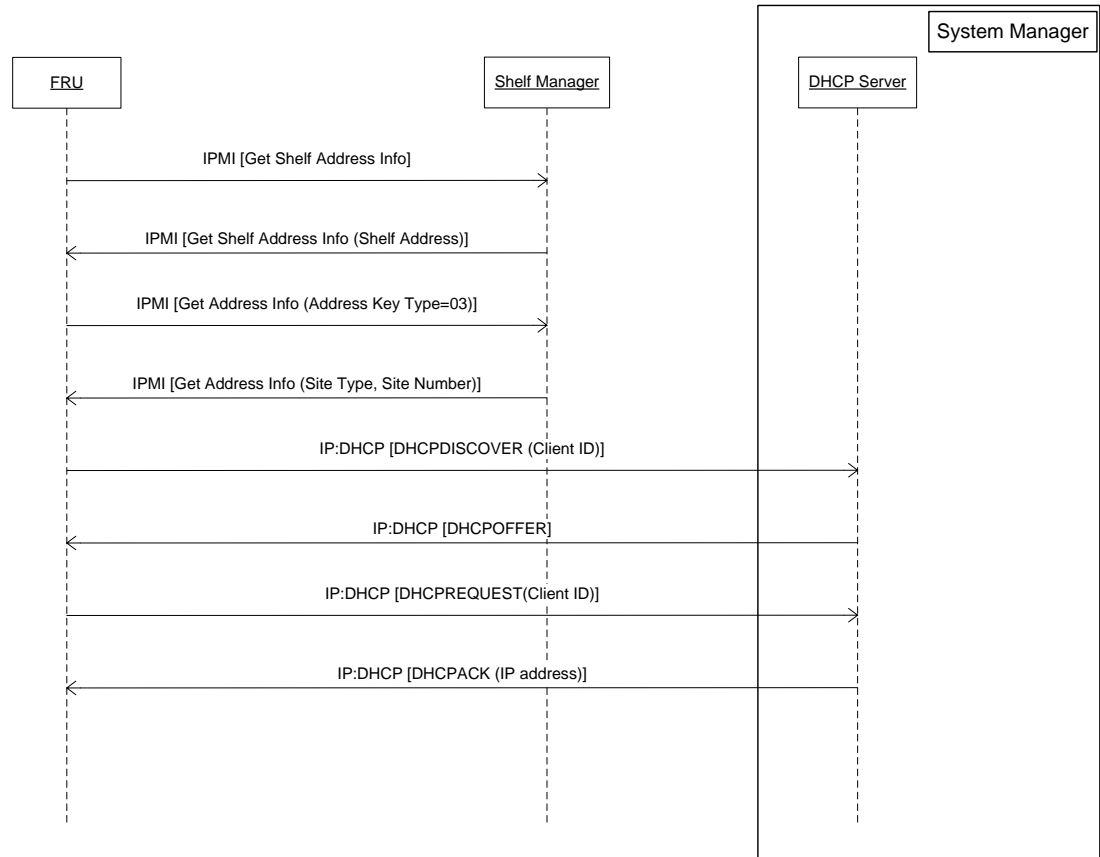 System Manager
FRU
Shelf Manager
DHCP Server
IPMI [Get Shelf Address Info]
IPMI [Get Shelf Address Info (Shelf Address)]
IPMI [Get Address Info (Address Key Type=03)]
IPMI [Get Address Info (Site Type, Site Number)]
IP:DHCP [DHCPDISCOVER (Client ID)]
IP:DHCP [DHCPOFFER]
IP:DHCP [DHCPREQUEST(Client ID)]
IP:DHCP [DHCPACK (IP address)]